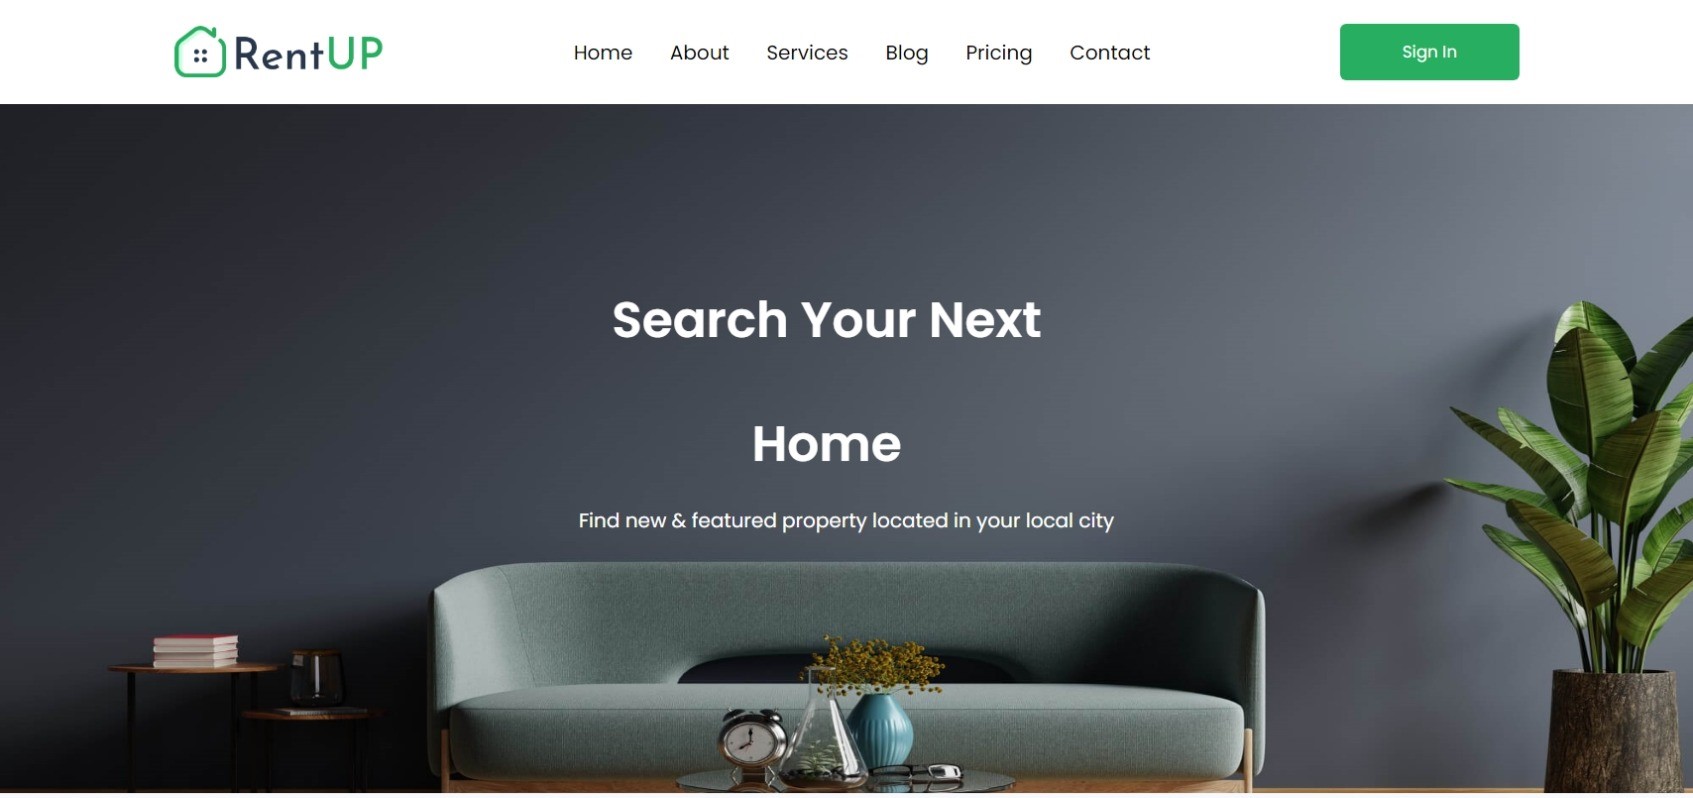 RentUP
Home About Services Blog Pricing Contact
Sign In
Search Your Next
Home
Find new & featured property located in your local city